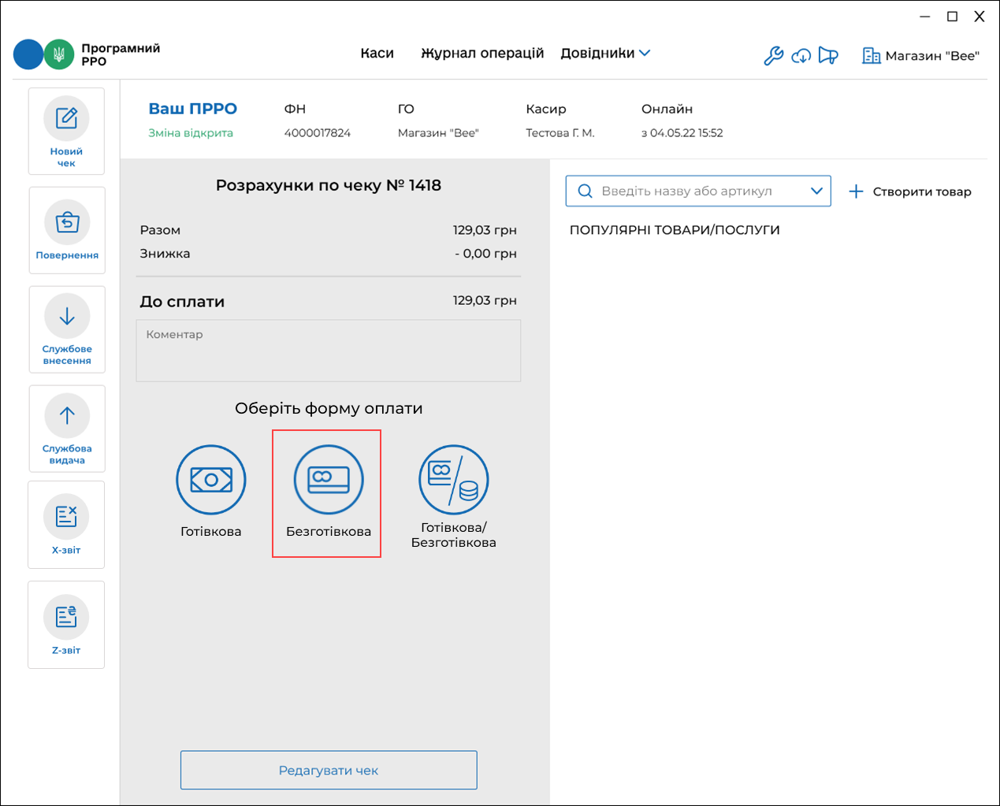 Програмний
РРО
Каси
Журнал операцій
Довідники
Магазин "Вее"
Новий
чек
Повернення
Службове
внесення
Службова
видача
Х-звіт
Z-звіт
Ваш ПРРО
Зміна відкрита
ФН
4000017824
ГО
Магазин "Вее"
Касир
Тестова Г. М.
Онлайн
з 04.05.22 15:52
Розрахунки по чеку № 1418
Разом 129,03 грн
Знижка - 0,00 грн
До сплати 129,03 грн
Коментар
Оберіть форму оплати
Готівкова
Безготівкова
Готівкова/
Безготівкова
Редагувати чек
Введіть назву або артикул
Створити товар
ПОПУЛЯРНІ ТОВАРИ/ПОСЛУГИ